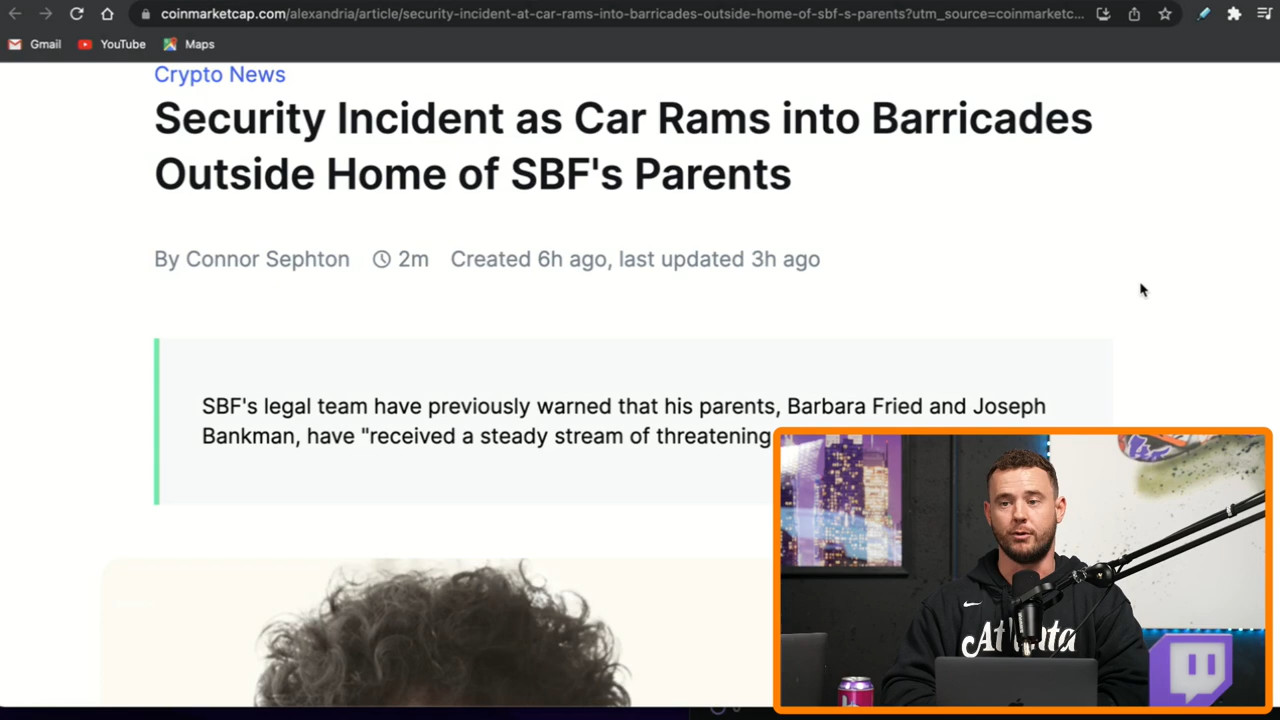 coinmarketcap.com/alexandria/article/security-incident-at-car-rams-into-barricades-outside-home-of-sbf-s-parents?utm_source=coinmarketc...
Gmail YouTube Maps
Crypto News
Security Incident as Car Rams into Barricades
Outside Home of SBF's Parents
By Connor Sephton 2m Created 6h ago, last updated 3h ago
SBF's legal team have previously warned that his parents, Barbara Fried and Joseph
Bankman, have "received a steady stream of threatening
Atlanta